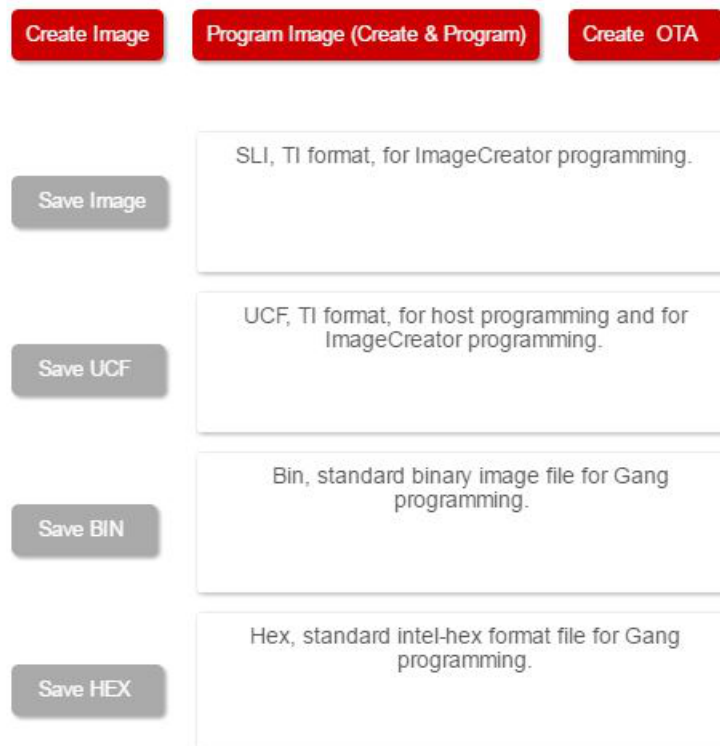 Create Image
Program Image (Create & Program)
Create OTA
SLI, TI format, for ImageCreator programming.
Save Image
UCF, TI format, for host programming and for
ImageCreator programming.
Save UCF
Bin, standard binary image file for Gang
programming.
Save BIN
Hex, standard intel-hex format file for Gang
programming.
Save HEX